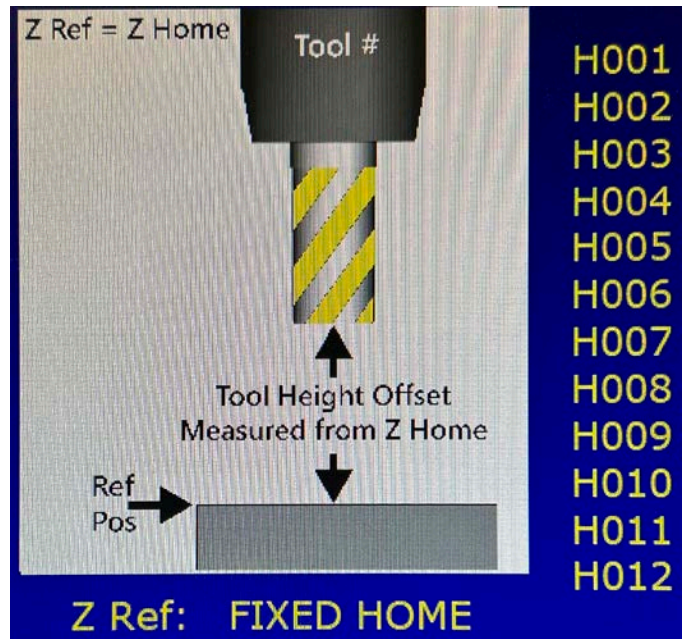 Z Ref = Z Home
Tool #
Tool Height Offset
Measured from Z Home
Ref
Pos
Z Ref: FIXED HOME
H001
H002
H003
H004
H005
H006
H007
H008
H009
H010
H011
H012